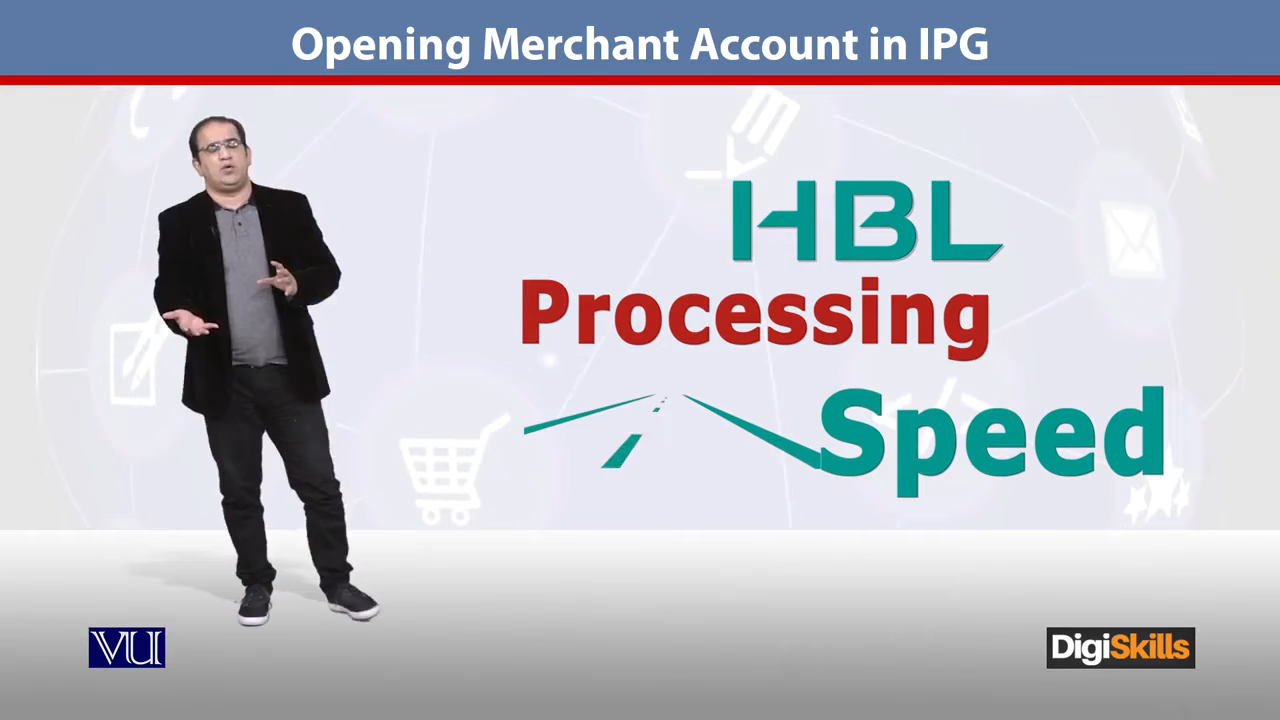 Opening Merchant Account in IPG
HBL
Processing
Speed
VU
DigiSkills